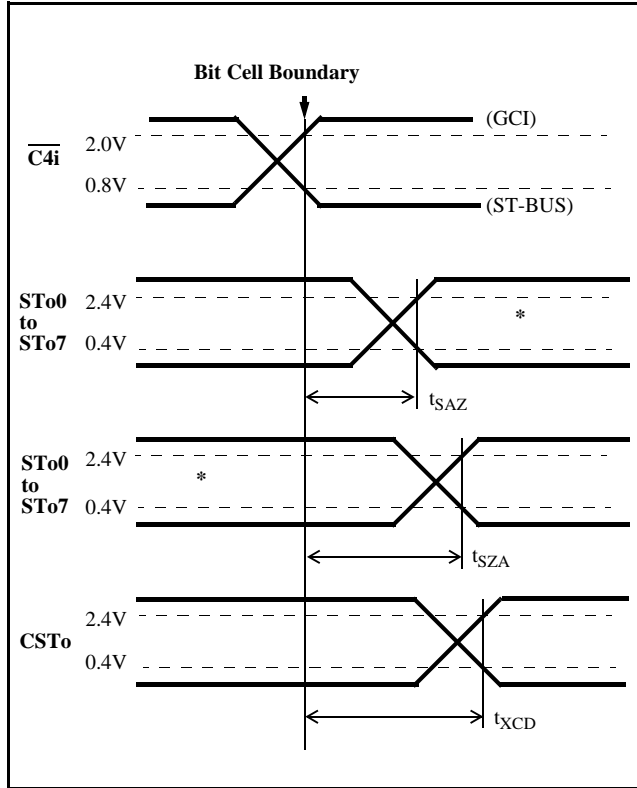 Bit Cell Boundary
(GCI)
C4i
2.0V
0.8V
(ST-BUS)
STo0
to
STo7
2.4V
0.4V
*
tSAZ
STo0
to
STo7
2.4V
0.4V
*
tSZA
CSTo
2.4V
0.4V
tXCD